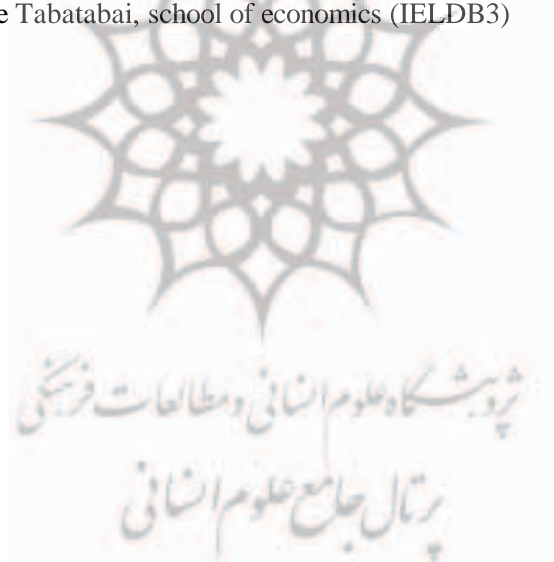 e Tabatabai, school of economics (IELDB3)
پژوهشگاه علوم انسانی و مطالعات فرهنگی
پرتال جامع علوم انسانی